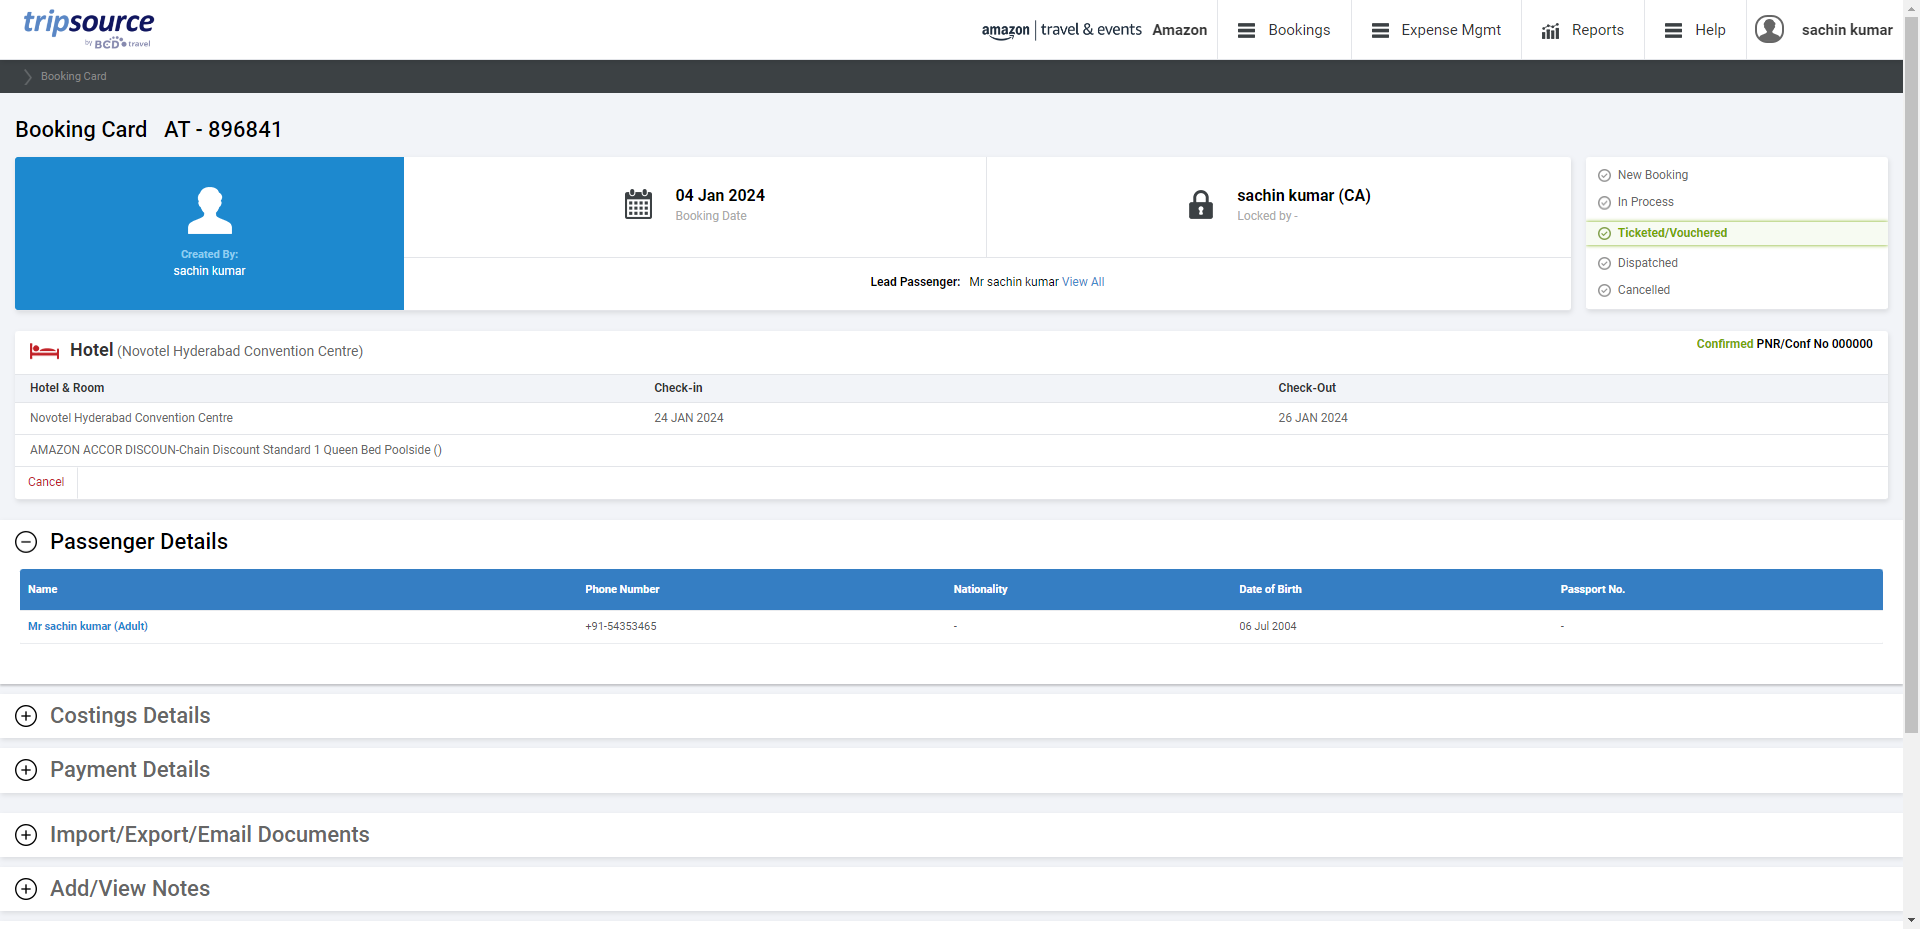 tripsource
by BCD travel
amazon travel & events Amazon
Bookings
Expense Mgmt
Reports
Help
sachin kumar
Booking Card
Booking Card AT - 896841
Created By:
sachin kumar
04 Jan 2024
Booking Date
sachin kumar (CA)
Locked by -
Lead Passenger: Mr sachin kumar View All
New Booking
In Process
Ticketed/Vouchered
Dispatched
Cancelled
Hotel (Novotel Hyderabad Convention Centre)
Confirmed PNR/Conf No 000000
Hotel & Room Check-in Check-Out
Novotel Hyderabad Convention Centre 24 JAN 2024 26 JAN 2024
AMAZON ACCOR DISCOUN-Chain Discount Standard 1 Queen Bed Poolside ()
Cancel
Passenger Details
Name Phone Number Nationality Date of Birth Passport No.
Mr sachin kumar (Adult) +91-54353465 - 06 Jul 2004 -
Costings Details
Payment Details
Import/Export/Email Documents
Add/View Notes